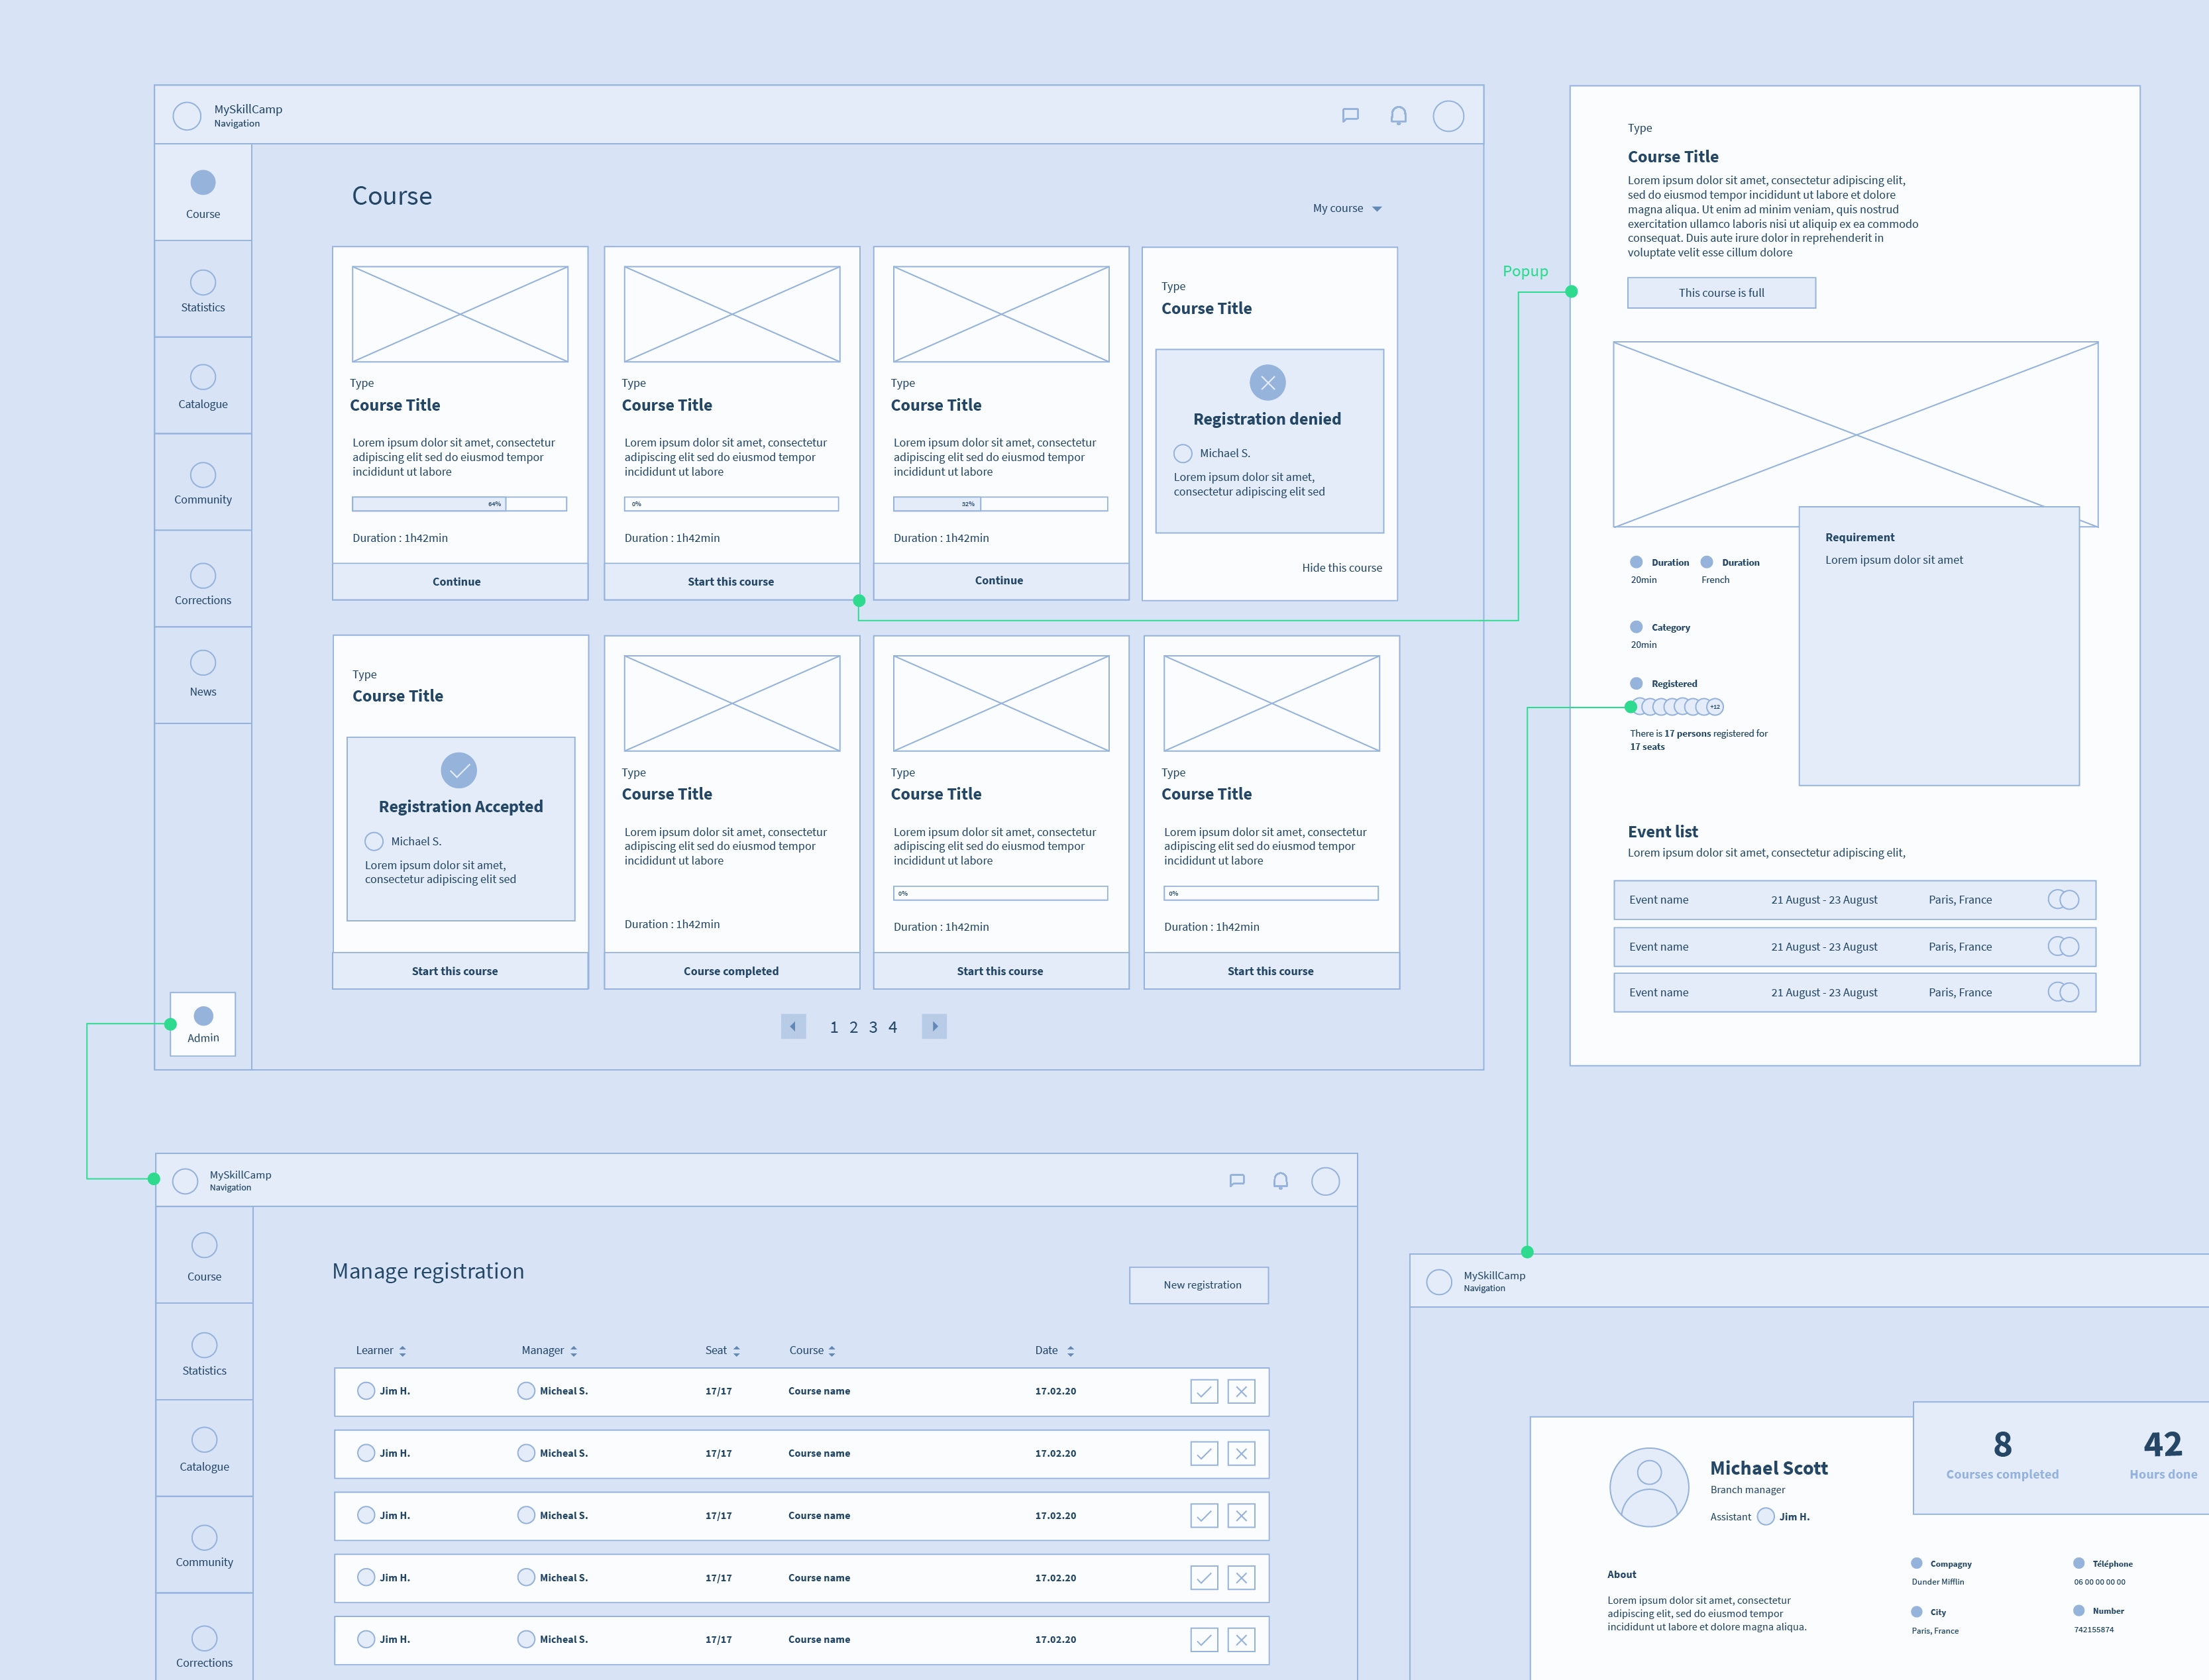 MySkillCamp
Navigation
Course
Statistics
Catalogue
Community
Corrections
News
Admin
Course
My course
Type
Course Title
Lorem ipsum dolor sit amet, consectetur
adipiscing elit sed do eiusmod tempor
incididunt ut labore
64%
Duration : 1h42min
Continue
Type
Course Title
Lorem ipsum dolor sit amet, consectetur
adipiscing elit sed do eiusmod tempor
incididunt ut labore
0%
Duration : 1h42min
Start this course
Type
Course Title
Lorem ipsum dolor sit amet, consectetur
adipiscing elit sed do eiusmod tempor
incididunt ut labore
32%
Duration : 1h42min
Continue
Type
Course Title
Registration denied
Michael S.
Lorem ipsum dolor sit amet,
consectetur adipiscing elit sed
Hide this course
Type
Course Title
Registration Accepted
Michael S.
Lorem ipsum dolor sit amet,
consectetur adipiscing elit sed
Start this course
Type
Course Title
Lorem ipsum dolor sit amet, consectetur
adipiscing elit sed do eiusmod tempor
incididunt ut labore
Duration : 1h42min
Course completed
Type
Course Title
Lorem ipsum dolor sit amet, consectetur
adipiscing elit sed do eiusmod tempor
incididunt ut labore
0%
Duration : 1h42min
Start this course
Type
Course Title
Lorem ipsum dolor sit amet, consectetur
adipiscing elit sed do eiusmod tempor
incididunt ut labore
0%
Duration : 1h42min
Start this course
1 2 3 4
Popup
Type
Course Title
Lorem ipsum dolor sit amet, consectetur adipiscing elit,
sed do eiusmod tempor incididunt ut labore et dolore
magna aliqua. Ut enim ad minim veniam, quis nostrud
exercitation ullamco laboris nisi ut aliquip ex ea commodo
consequat. Duis aute irure dolor in reprehenderit in
voluptate velit esse cillum dolore
This course is full
Duration Duration
20min French
Category
20min
Registered
+12
There is 17 persons registered for
17 seats
Requirement
Lorem ipsum dolor sit amet
Event list
Lorem ipsum dolor sit amet, consectetur adipiscing elit,
Event name 21 August - 23 August Paris, France
Event name 21 August - 23 August Paris, France
Event name 21 August - 23 August Paris, France
MySkillCamp
Navigation
Course
Statistics
Catalogue
Community
Corrections
Manage registration
New registration
Learner Manager Seat Course Date
Jim H. Micheal S. 17/17 Course name 17.02.20
Jim H. Micheal S. 17/17 Course name 17.02.20
Jim H. Micheal S. 17/17 Course name 17.02.20
Jim H. Micheal S. 17/17 Course name 17.02.20
Jim H. Micheal S. 17/17 Course name 17.02.20
MySkillCamp
Navigation
Michael Scott
Branch manager
Assistant Jim H.
8 42
Courses completed Hours done
About
Lorem ipsum dolor sit amet, consectetur
adipiscing elit, sed do eiusmod tempor
incididunt ut labore et dolore magna aliqua.
Compagny Téléphone
Dunder Mifflin 06 00 00 00 00
City Number
Paris, France 742155874